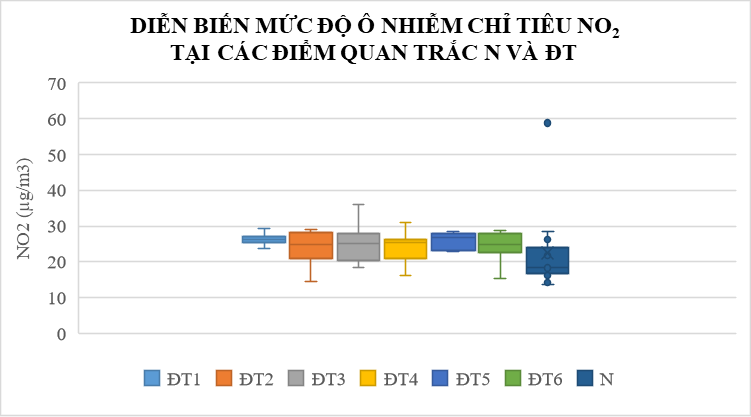 DIỄN BIẾN MỨC ĐỘ Ô NHIỄM CHỈ TIÊU NO₂
TẠI CÁC ĐIỂM QUAN TRẮC N VÀ ĐT
70
60
50
40
30
20
10
0
NO2 (µg/m3)
ĐT1 ĐT2 ĐT3 ĐT4 ĐT5 ĐT6 N